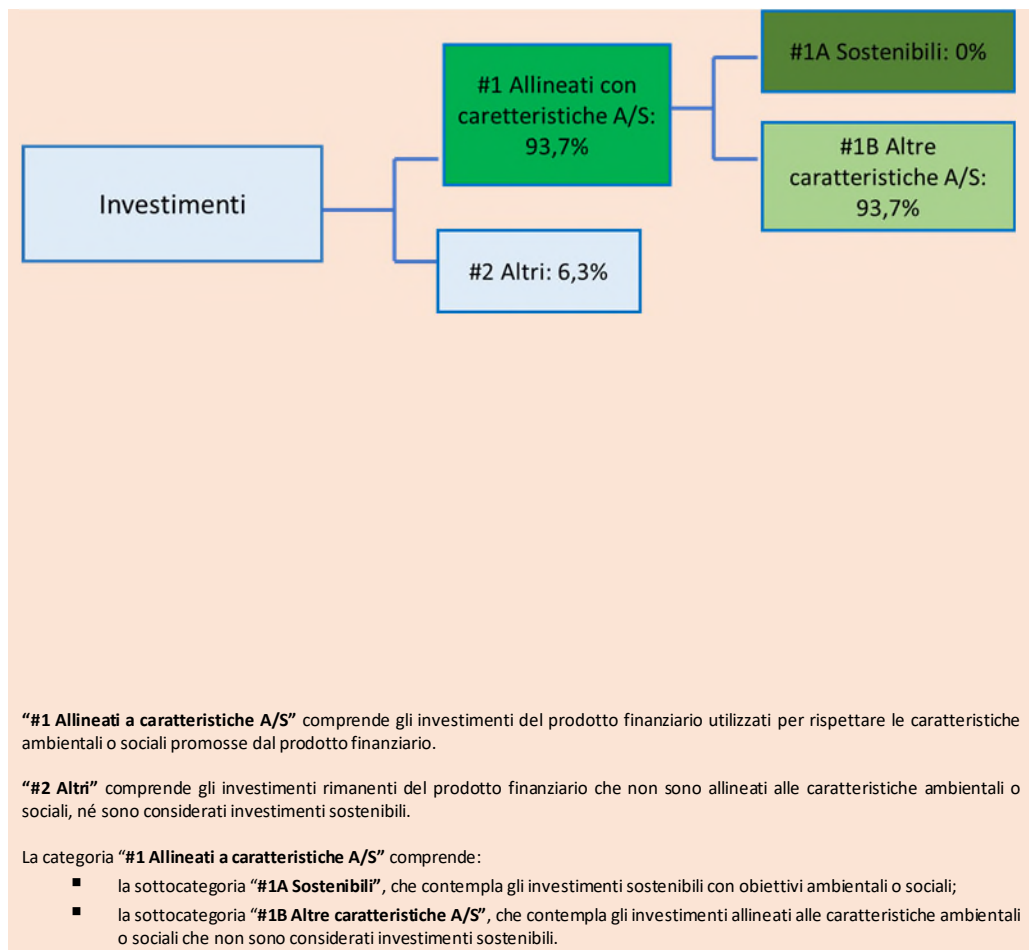 #1A Sostenibili: 0%
#1 Allineati con
caretteristiche A/S:
93,7%
#1B Altre
caratteristiche A/S:
93,7%
Investimenti
#2 Altri: 6,3%
“#1 Allineati a caratteristiche A/S” comprende gli investimenti del prodotto finanziario utilizzati per rispettare le caratteristiche
ambientali o sociali promosse dal prodotto finanziario.
“#2 Altri” comprende gli investimenti rimanenti del prodotto finanziario che non sono allineati alle caratteristiche ambientali o
sociali, né sono considerati investimenti sostenibili.
La categoria “#1 Allineati a caratteristiche A/S” comprende:
▪ la sottocategoria “#1A Sostenibili”, che contempla gli investimenti sostenibili con obiettivi ambientali o sociali;
▪ la sottocategoria “#1B Altre caratteristiche A/S”, che contempla gli investimenti allineati alle caratteristiche ambientali
o sociali che non sono considerati investimenti sostenibili.